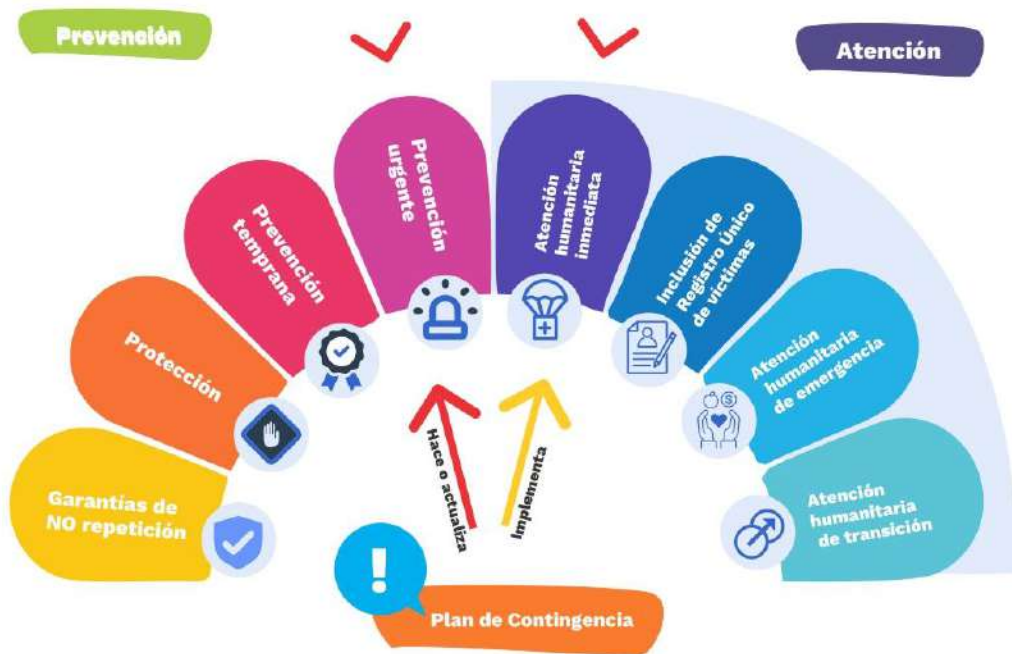 Prevención
Atención
Garantías de
NO repetición
Protección
Prevención
temprana
Prevención
urgente
Atención
humanitaria
inmediata
Inclusión de
Registro Único
de víctimas
Atención
humanitaria
de emergencia
Atención
humanitaria
de transición
Hace o actualiza
Implementa
!
Plan de Contingencia